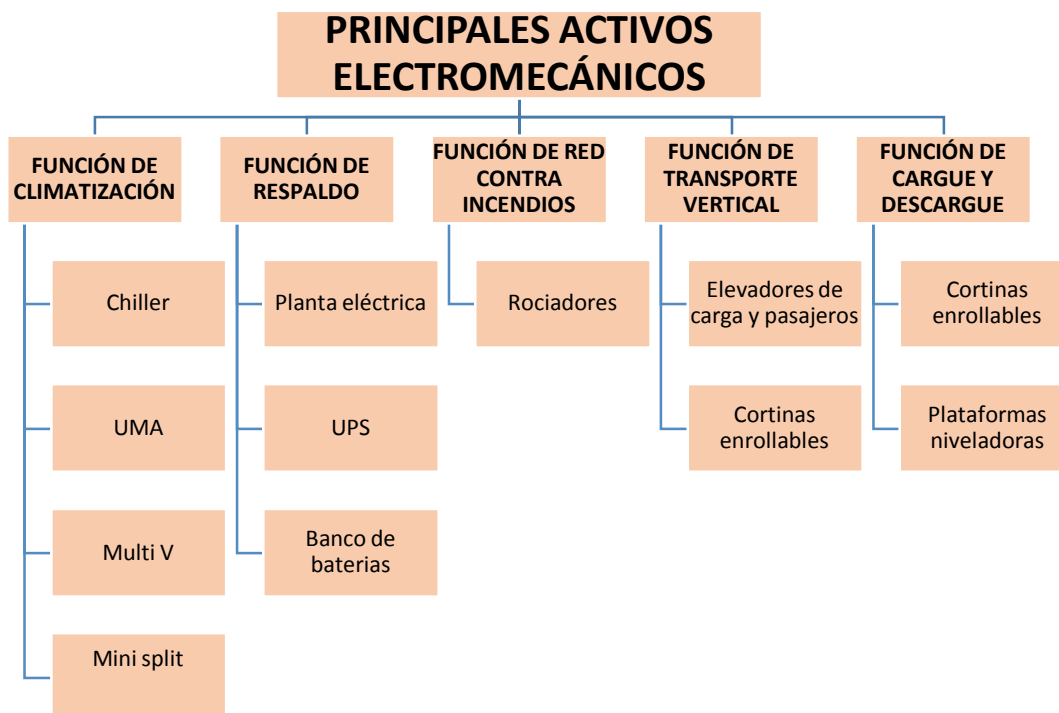 PRINCIPALES ACTIVOS
ELECTROMECÁNICOS
FUNCIÓN DE
CLIMATIZACIÓN
FUNCIÓN DE
RESPALDO
FUNCIÓN DE RED
CONTRA
INCENDIOS
FUNCIÓN DE
TRANSPORTE
VERTICAL
FUNCIÓN DE
CARGUE Y
DESCARGUE
Chiller
UMA
Multi V
Mini split
Planta eléctrica
UPS
Banco de
baterias
Rociadores
Elevadores de
carga y pasajeros
Cortinas
enrollables
Cortinas
enrollables
Plataformas
niveladoras